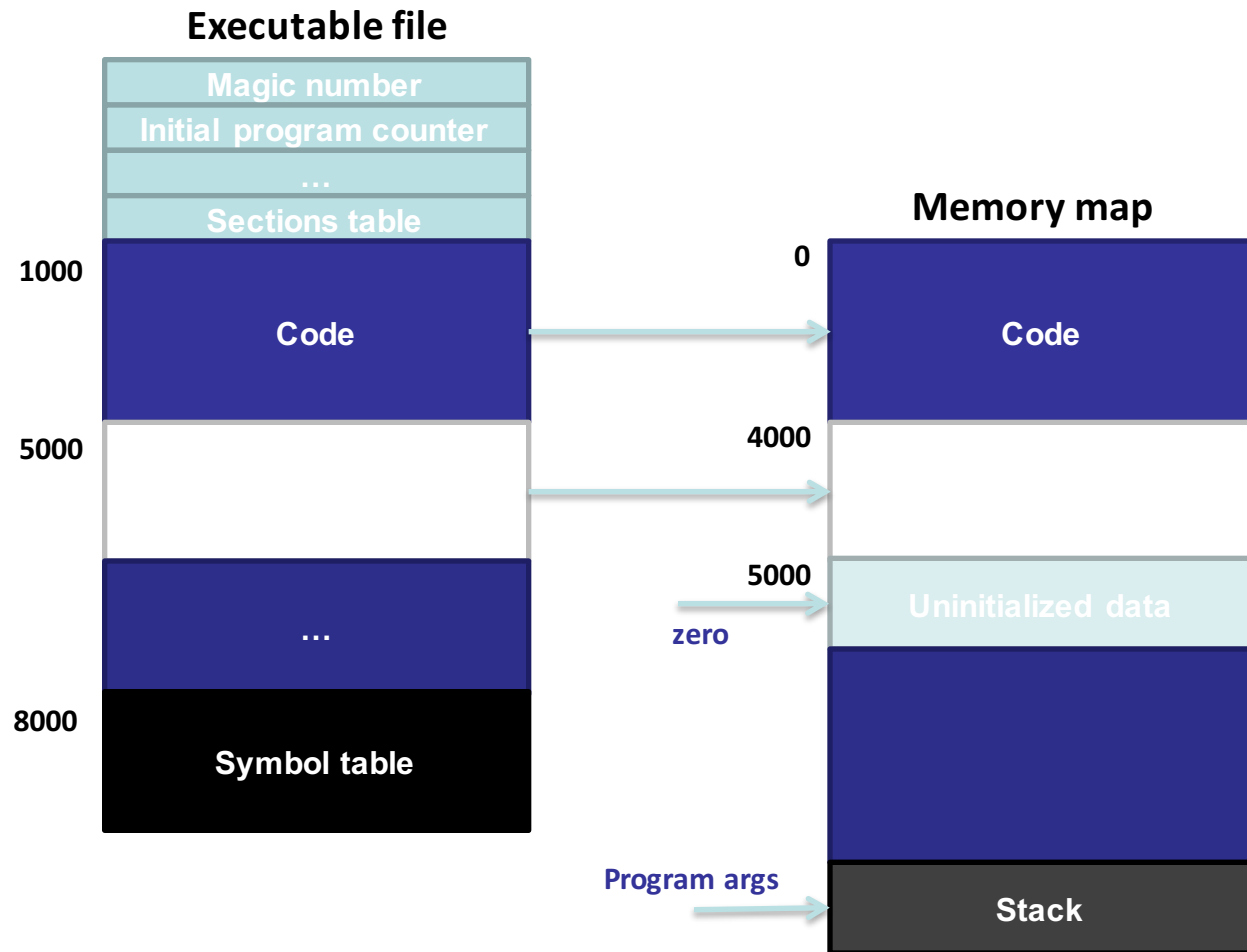 Executable file
Magic number
Initial program counter
…
Sections table
1000
Code
5000
…
8000
Symbol table
Memory map
0
Code
4000
5000
Uninitialized data
zero
Program args
Stack